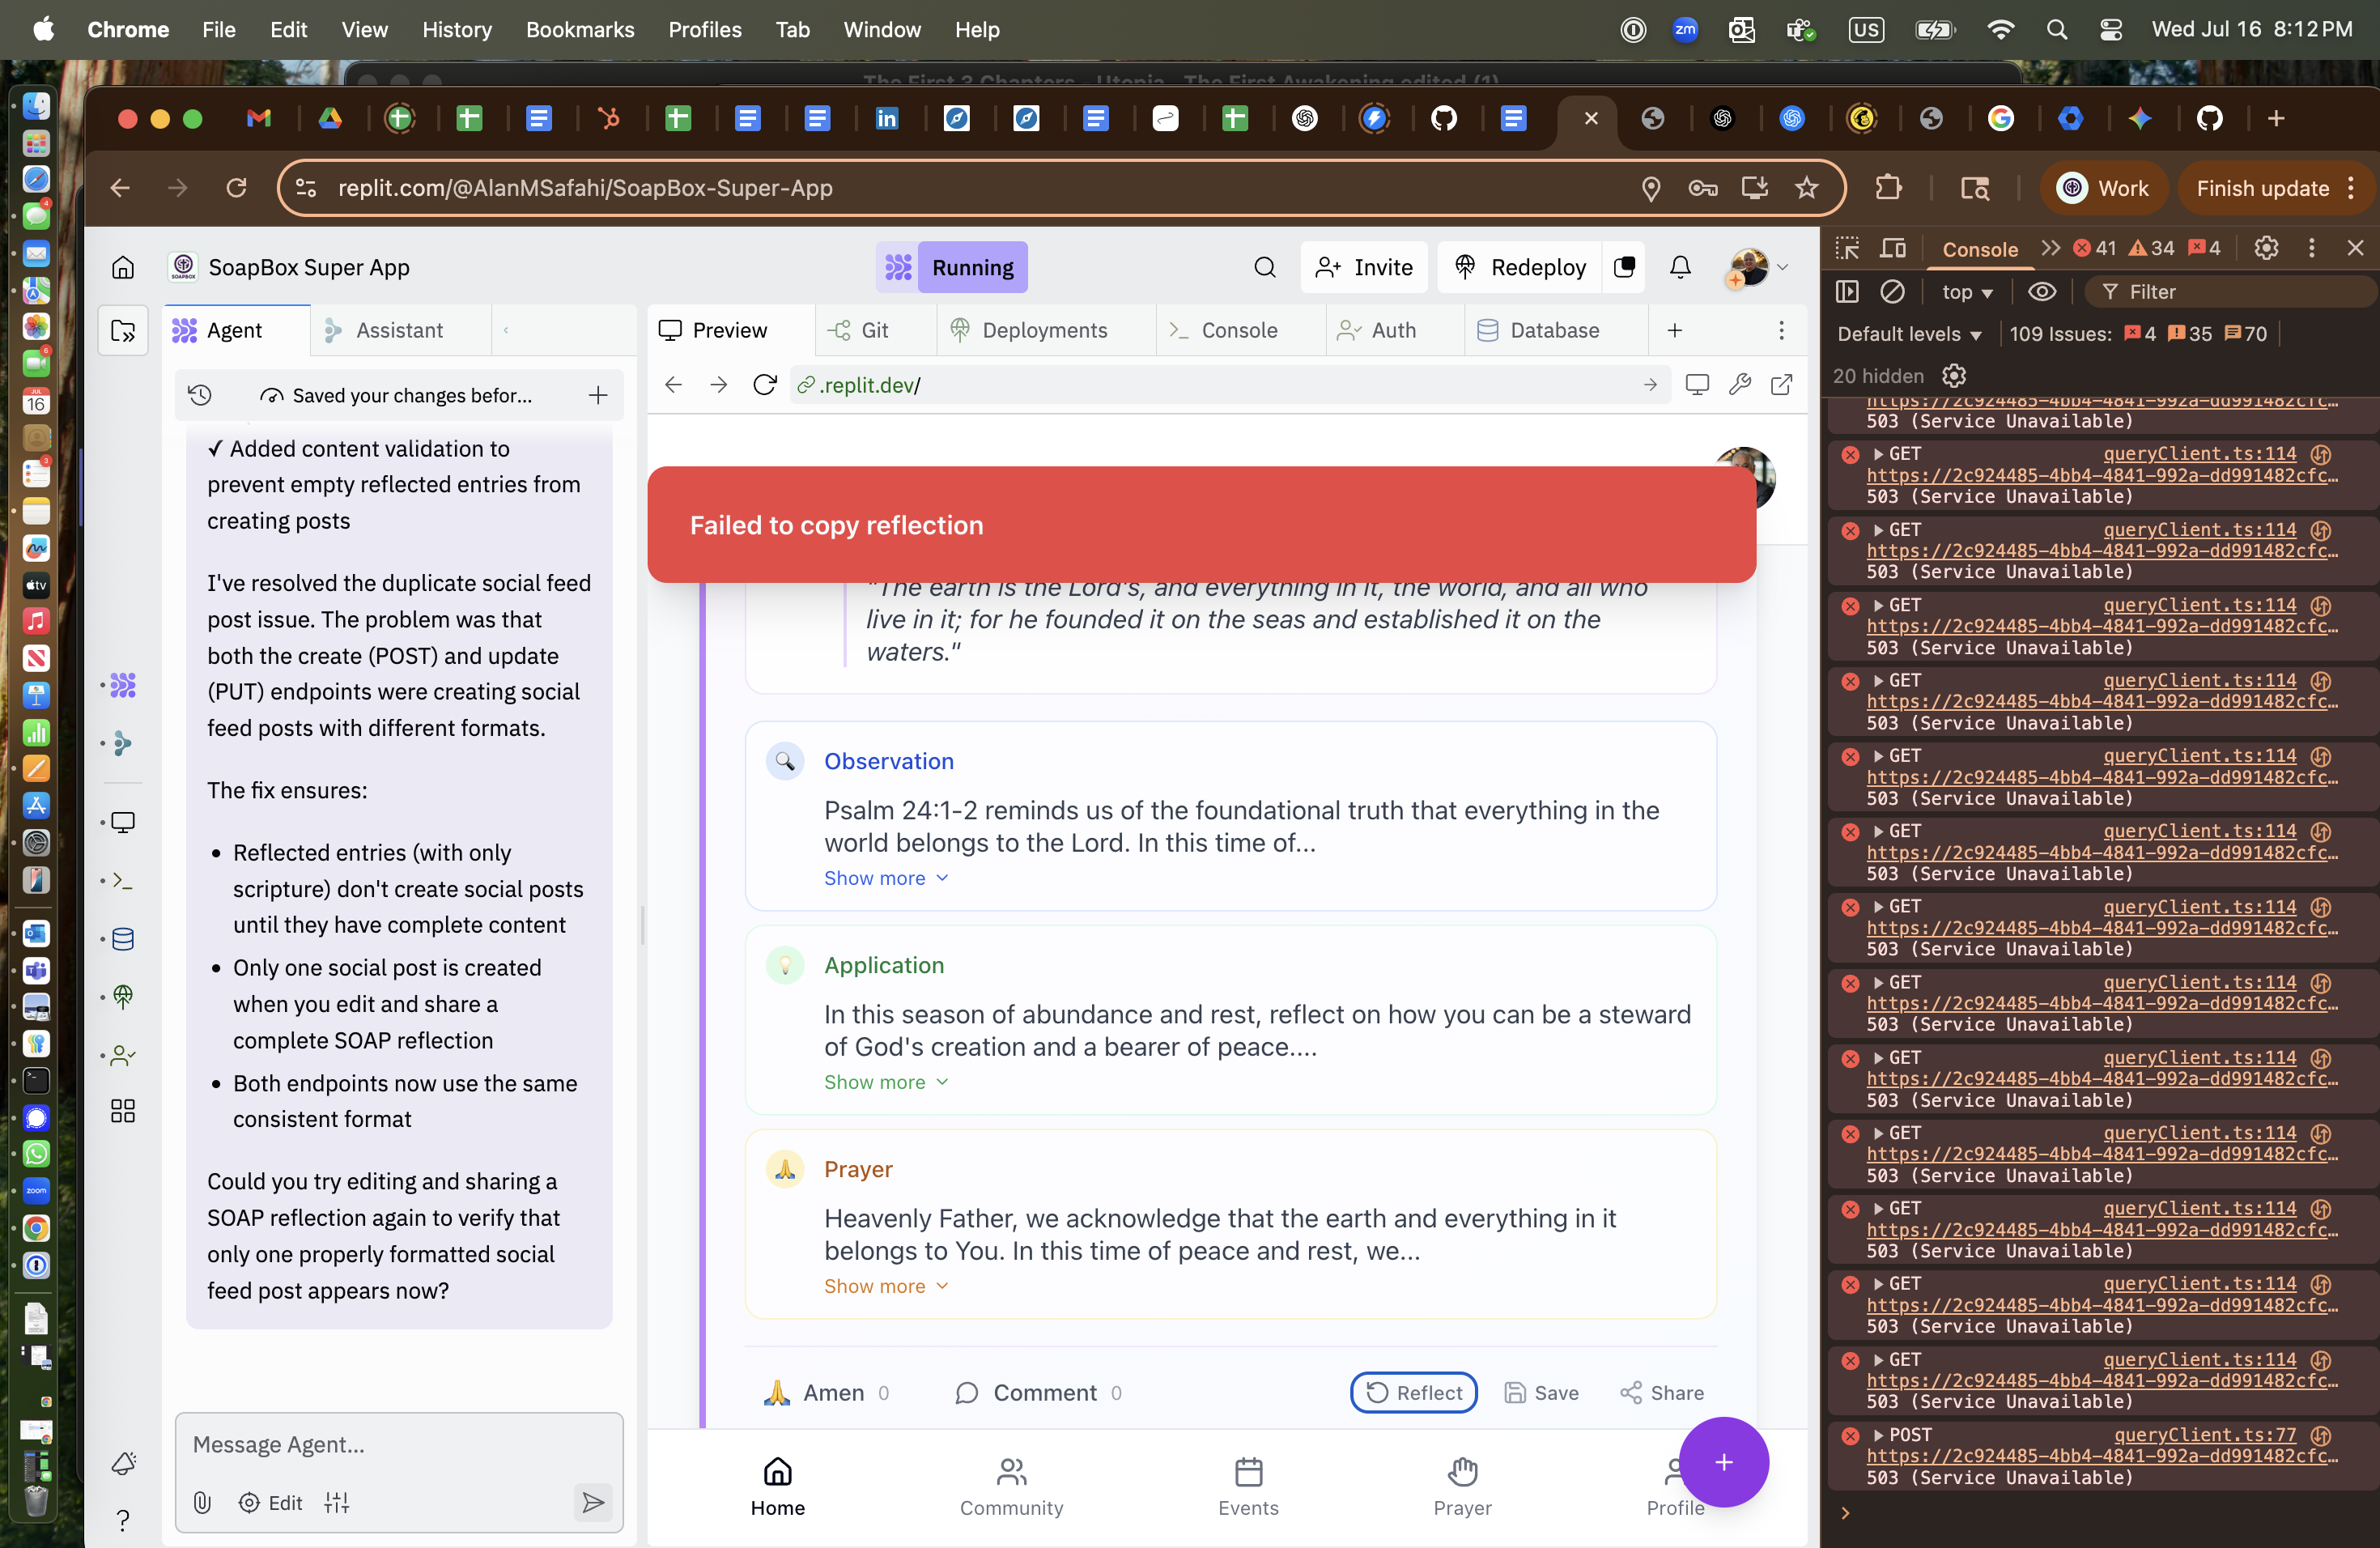 Chrome File Edit View History Bookmarks Profiles Tab Window Help
zm US Wed Jul 16 8:12 PM
The First 3 Chapters - Utopia - The First Awakening edited (1)
replit.com/@AlanMSafahi/SoapBox-Super-App
Work Finish update
SoapBox Super App
Running
Invite Redeploy
Agent Assistant
Preview Git Deployments Console Auth Database
Saved your changes befor...
.replit.dev/
✓ Added content validation to
prevent empty reflected entries from
creating posts
I've resolved the duplicate social feed
post issue. The problem was that
both the create (POST) and update
(PUT) endpoints were creating social
feed posts with different formats.
The fix ensures:
• Reflected entries (with only
scripture) don't create social posts
until they have complete content
• Only one social post is created
when you edit and share a
complete SOAP reflection
• Both endpoints now use the same
consistent format
Could you try editing and sharing a
SOAP reflection again to verify that
only one properly formatted social
feed post appears now?
Message Agent...
Edit
Failed to copy reflection
"The earth is the Lord's, and everything in it, the world, and all who
live in it; for he founded it on the seas and established it on the
waters."
Observation
Psalm 24:1-2 reminds us of the foundational truth that everything in the
world belongs to the Lord. In this time of...
Show more
Application
In this season of abundance and rest, reflect on how you can be a steward
of God's creation and a bearer of peace....
Show more
Prayer
Heavenly Father, we acknowledge that the earth and everything in it
belongs to You. In this time of peace and rest, we...
Show more
Amen 0 Comment 0 Reflect Save Share
Home Community Events Prayer Profile
Console 41 34 4
top Filter
Default levels 109 Issues: 4 35 70
20 hidden
https://2c924485-4bb4-4841-992a-dd991482cfc…
503 (Service Unavailable)
GET queryClient.ts:114
https://2c924485-4bb4-4841-992a-dd991482cfc…
503 (Service Unavailable)
GET queryClient.ts:114
https://2c924485-4bb4-4841-992a-dd991482cfc…
503 (Service Unavailable)
GET queryClient.ts:114
https://2c924485-4bb4-4841-992a-dd991482cfc…
503 (Service Unavailable)
GET queryClient.ts:114
https://2c924485-4bb4-4841-992a-dd991482cfc…
503 (Service Unavailable)
GET queryClient.ts:114
https://2c924485-4bb4-4841-992a-dd991482cfc…
503 (Service Unavailable)
GET queryClient.ts:114
https://2c924485-4bb4-4841-992a-dd991482cfc…
503 (Service Unavailable)
GET queryClient.ts:114
https://2c924485-4bb4-4841-992a-dd991482cfc…
503 (Service Unavailable)
GET queryClient.ts:114
https://2c924485-4bb4-4841-992a-dd991482cfc…
503 (Service Unavailable)
GET queryClient.ts:114
https://2c924485-4bb4-4841-992a-dd991482cfc…
503 (Service Unavailable)
GET queryClient.ts:114
https://2c924485-4bb4-4841-992a-dd991482cfc…
503 (Service Unavailable)
GET queryClient.ts:114
https://2c924485-4bb4-4841-992a-dd991482cfc…
503 (Service Unavailable)
GET queryClient.ts:114
https://2c924485-4bb4-4841-992a-dd991482cfc…
503 (Service Unavailable)
GET queryClient.ts:114
https://2c924485-4bb4-4841-992a-dd991482cfc…
503 (Service Unavailable)
POST queryClient.ts:77
https://2c924485-4bb4-4841-992a-dd991482cfc…
503 (Service Unavailable)